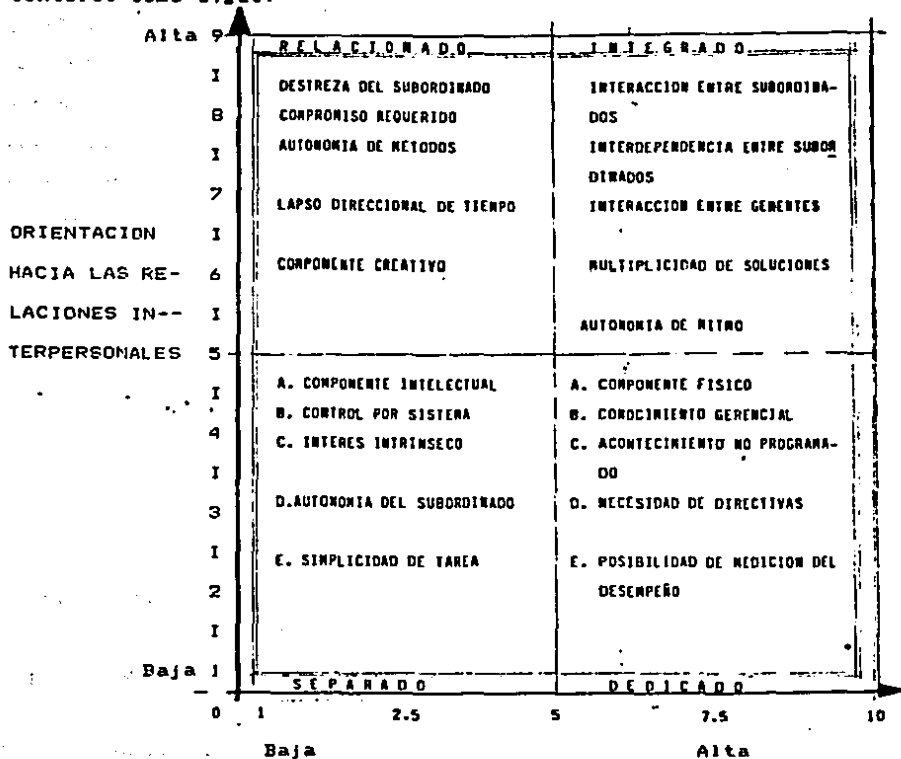 Alta 9
RELACIONADO INTEGRADO
I
DESTREZA DEL SUBORDINADO INTERACCION ENTRE SUBORDINA-
8 COMPROMISO REQUERIDO DOS
I AUTONOMIA DE METODOS INTERDEPENDENCIA ENTRE SUBOR
DINADOS
7 LAPSO DIRECCIONAL DE TIEMPO INTERACCION ENTRE GERENTES
ORIENTACION I
HACIA LAS RE- 6 COMPONENTE CREATIVO MULTIPLICIDAD DE SOLUCIONES
LACIONES IN-- I
AUTONOMIA DE RITMO
TERPERSONALES 5
I A. COMPONENTE INTELECTUAL A. COMPONENTE FISICO
B. CONTROL POR SISTEMA B. CONOCIMIENTO GERENCIAL
4 C. INTERES INTRINSECO C. ACONTECIMIENTO NO PROGRAMA-
I DO
3 D.AUTONOMIA DEL SUBORDINADO D. NECESIDAD DE DIRECTIVAS
I E. SIMPLICIDAD DE TAREA E. POSIBILIDAD DE MEDICION DEL
2 DESEMPEÑO
I
Baja 1
SEPARADO DEDICADO
0 1 2.5 5 7.5 10
Baja Alta